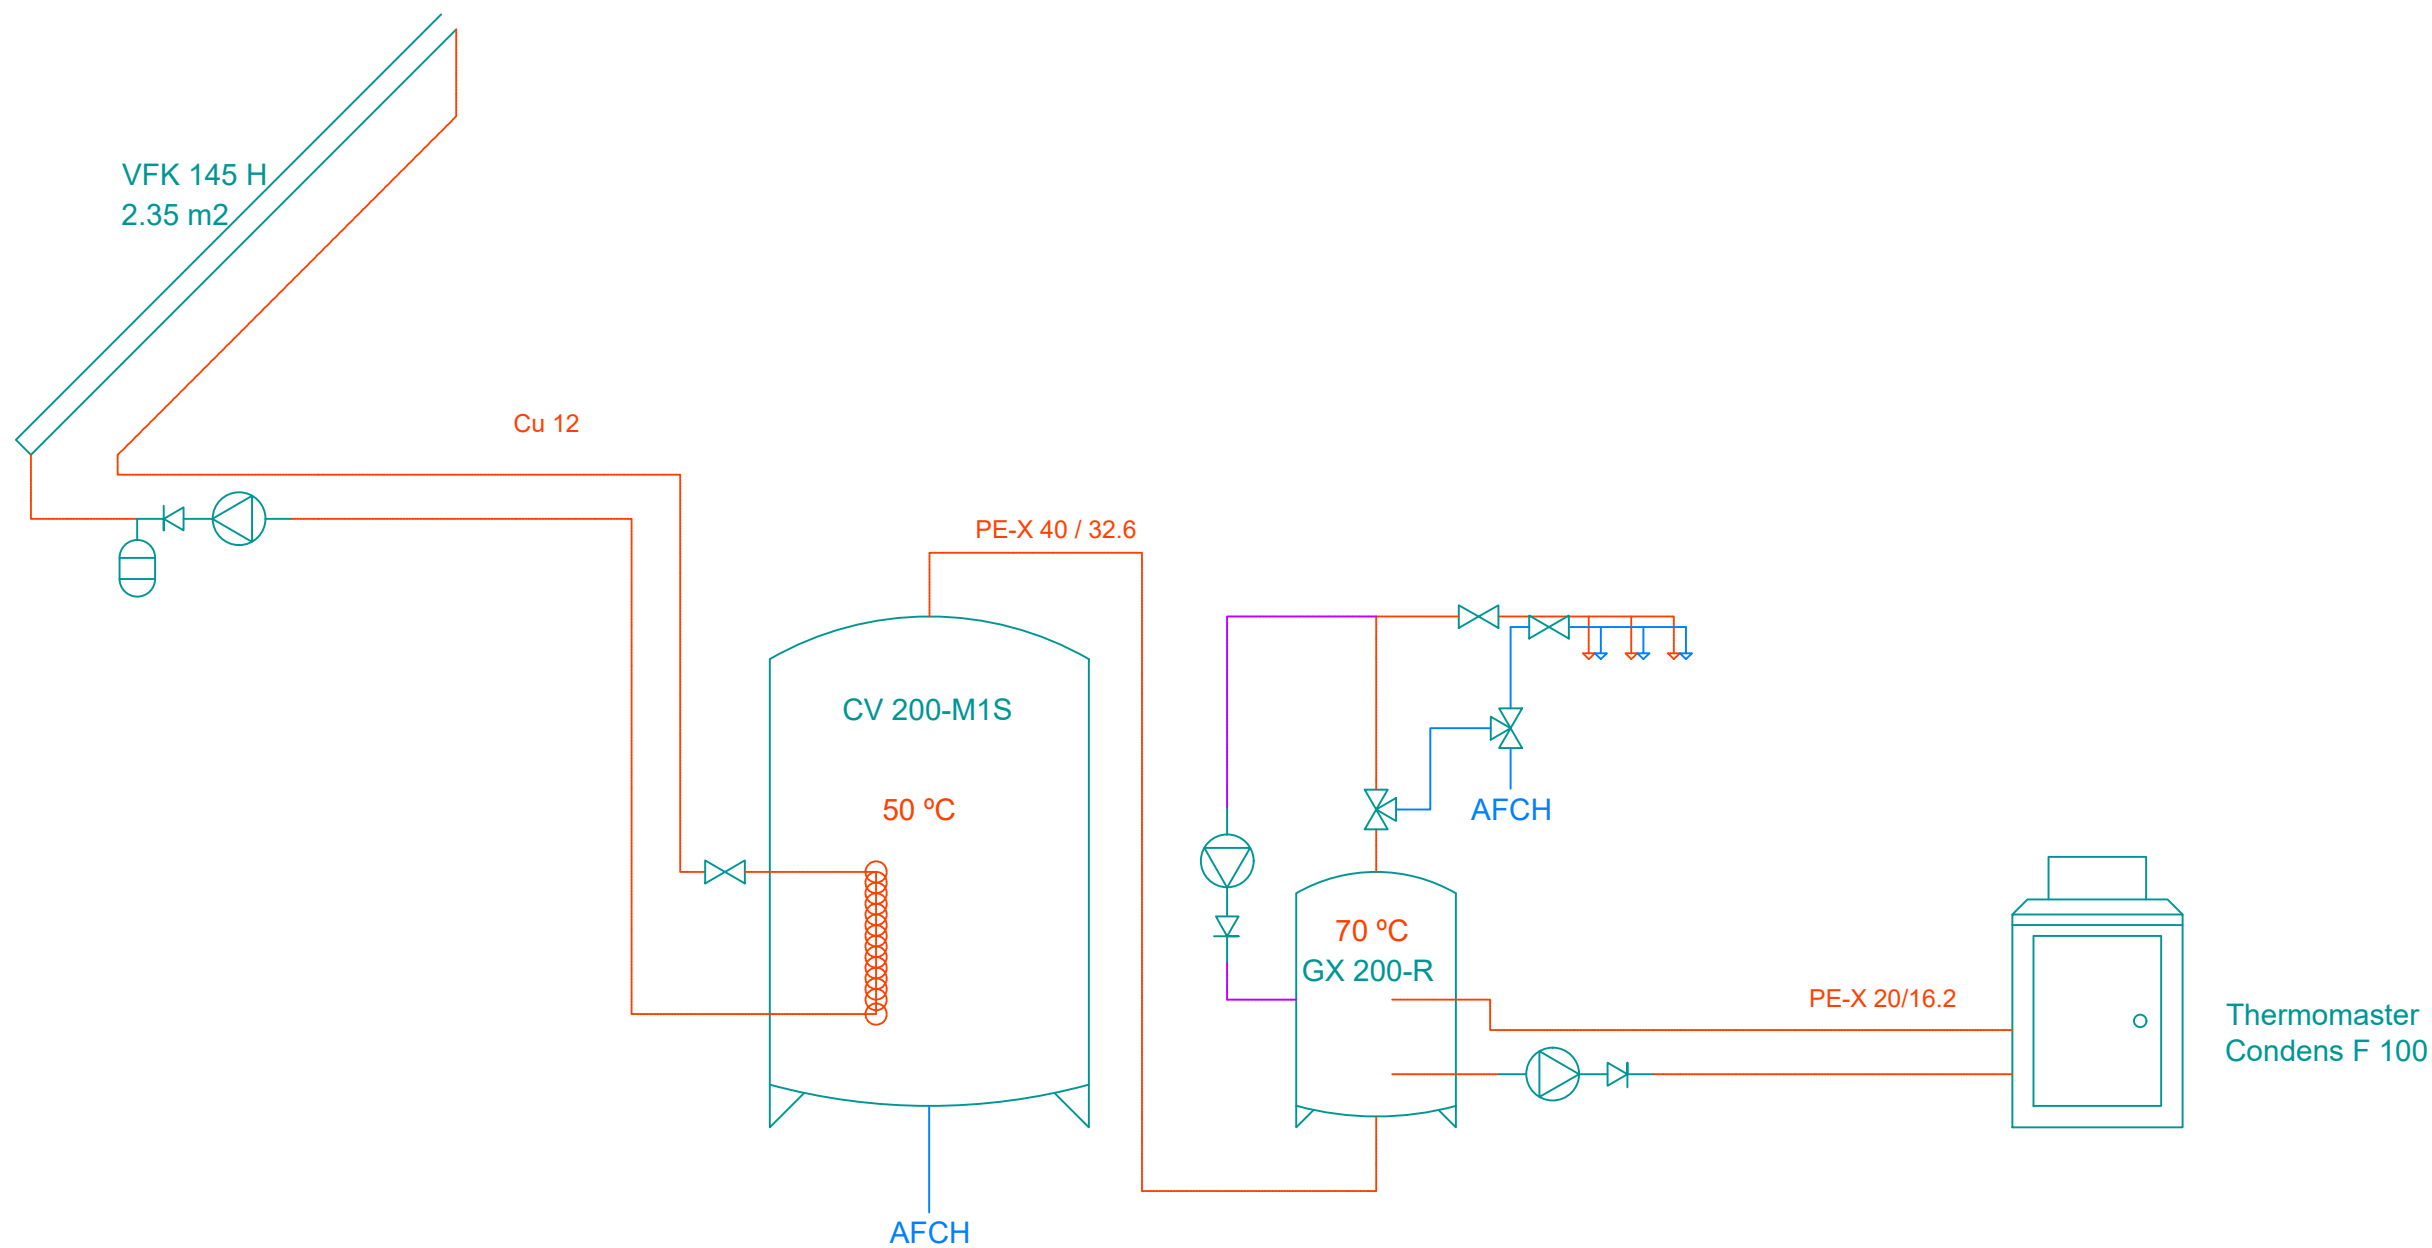 VFK 145 H
2.35 m2
Cu 12
PE-X 40 / 32.6
CV 200-M1S
50 ºC
AFCH
AFCH
70 ºC
GX 200-R
PE-X 20/16.2
Thermomaster
Condens F 100